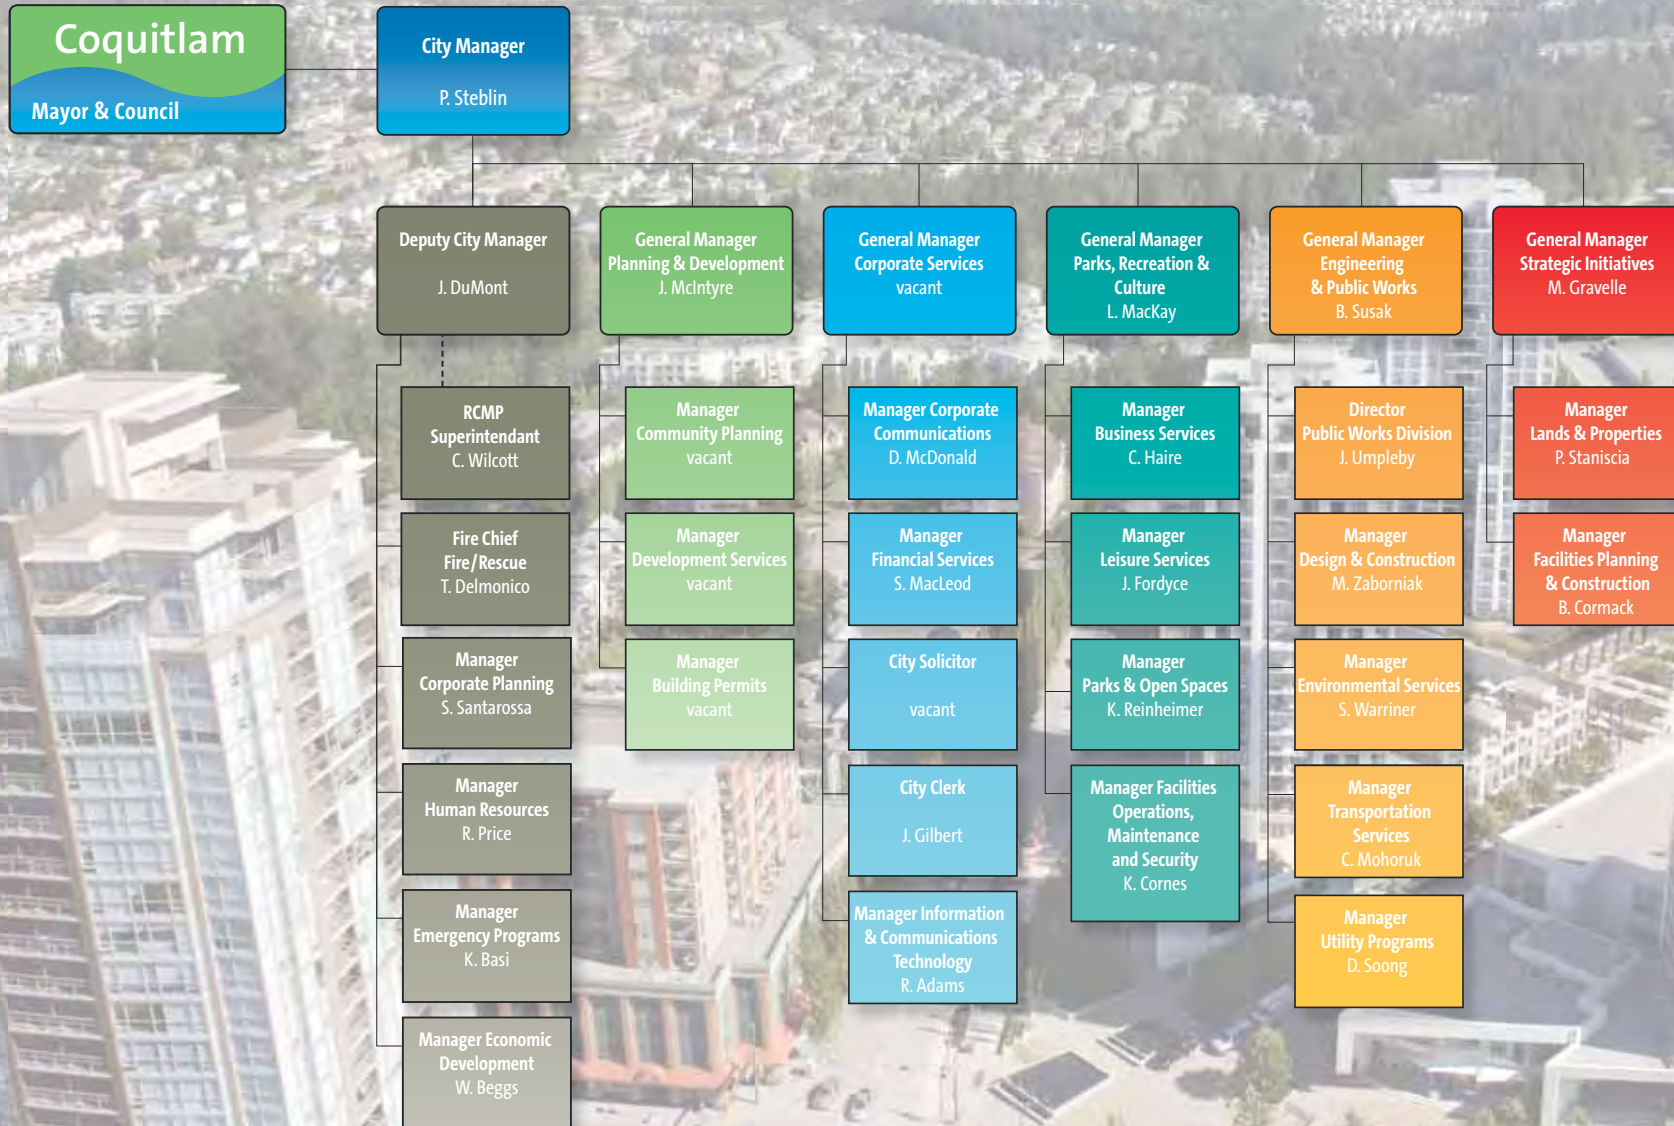 Coquitlam
Mayor & Council
City Manager
P. Steblin
Deputy City Manager
J. DuMont
General Manager
Planning & Development
J. McIntyre
General Manager
Corporate Services
vacant
General Manager
Parks, Recreation &
Culture
L. MacKay
General Manager
Engineering
& Public Works
B. Susak
General Manager
Strategic Initiatives
M. Gravelle
RCMP
Superintendant
C. Wilcott
Fire Chief
Fire/Rescue
T. Delmonico
Manager
Corporate Planning
S. Santarossa
Manager
Human Resources
R. Price
Manager
Emergency Programs
K. Basi
Manager Economic
Development
W. Beggs
Manager
Community Planning
vacant
Manager
Development Services
vacant
Manager
Building Permits
vacant
Manager Corporate
Communications
D. McDonald
Manager
Financial Services
S. MacLeod
City Solicitor
vacant
City Clerk
J. Gilbert
Manager Information
& Communications
Technology
R. Adams
Manager
Business Services
C. Haire
Manager
Leisure Services
J. Fordyce
Manager
Parks & Open Spaces
K. Reinheimer
Manager Facilities
Operations,
Maintenance
and Security
K. Cornes
Director
Public Works Division
J. Umpleby
Manager
Design & Construction
M. Zaborniak
Manager
Environmental Services
S. Warriner
Manager
Transportation
Services
C. Mohoruk
Manager
Utility Programs
D. Soong
Manager
Lands & Properties
P. Staniscia
Manager
Facilities Planning
& Construction
B. Cormack